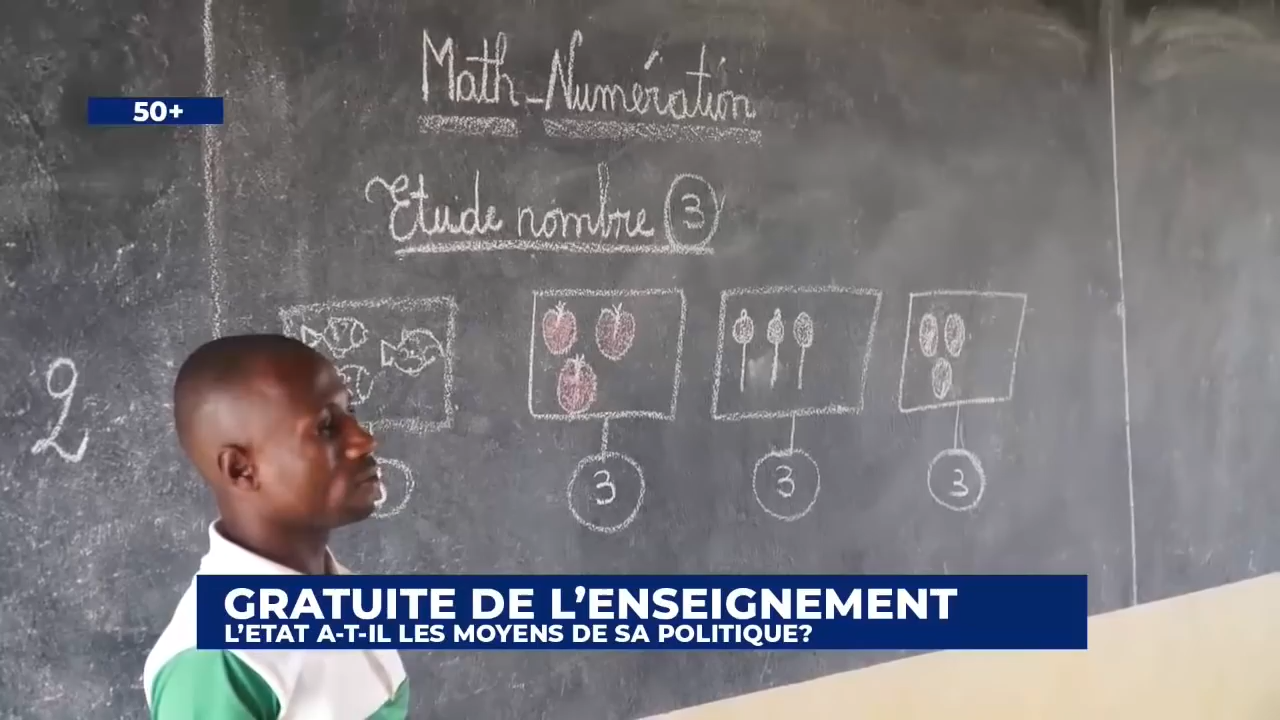 50+
Math-Numération
Etude nombre 3
2
3
3
3
GRATUITE DE L'ENSEIGNEMENT
L'ETAT A-T-IL LES MOYENS DE SA POLITIQUE?